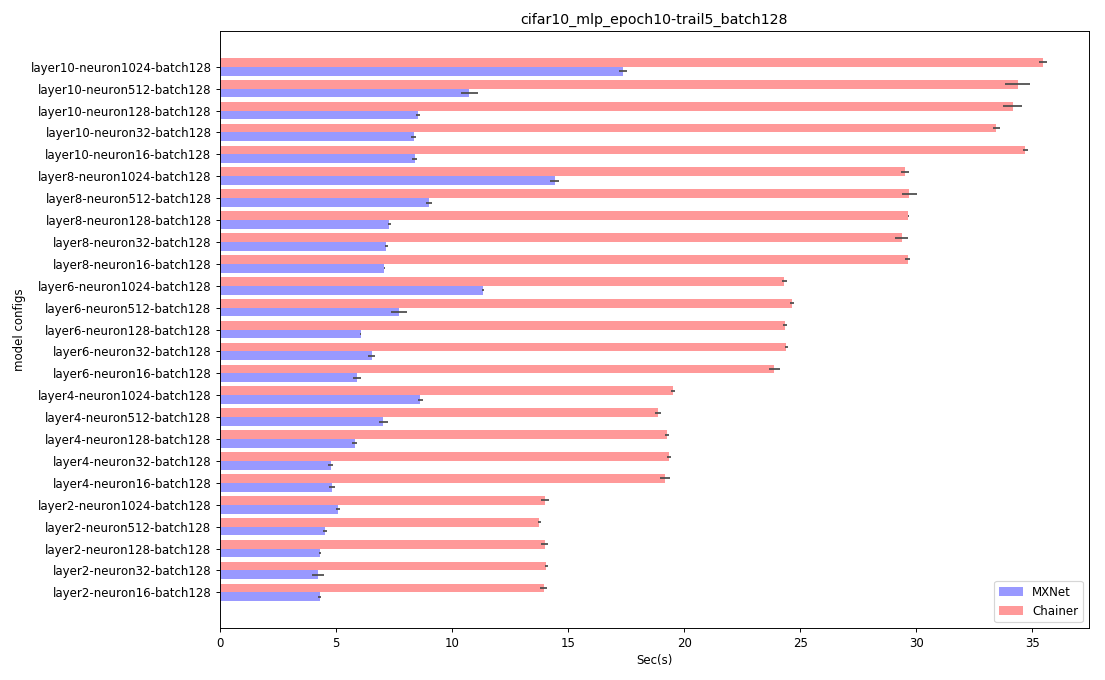 cifar10_mlp_epoch10-trail5_batch128
layer10-neuron1024-batch128
layer10-neuron512-batch128
layer10-neuron128-batch128
layer10-neuron32-batch128
layer10-neuron16-batch128
layer8-neuron1024-batch128
layer8-neuron512-batch128
layer8-neuron128-batch128
layer8-neuron32-batch128
layer8-neuron16-batch128
layer6-neuron1024-batch128
layer6-neuron512-batch128
layer6-neuron128-batch128
layer6-neuron32-batch128
layer6-neuron16-batch128
layer4-neuron1024-batch128
layer4-neuron512-batch128
layer4-neuron128-batch128
layer4-neuron32-batch128
layer4-neuron16-batch128
layer2-neuron1024-batch128
layer2-neuron512-batch128
layer2-neuron128-batch128
layer2-neuron32-batch128
layer2-neuron16-batch128
model configs
MXNet
Chainer
0 5 10 15 20 25 30 35
Sec(s)